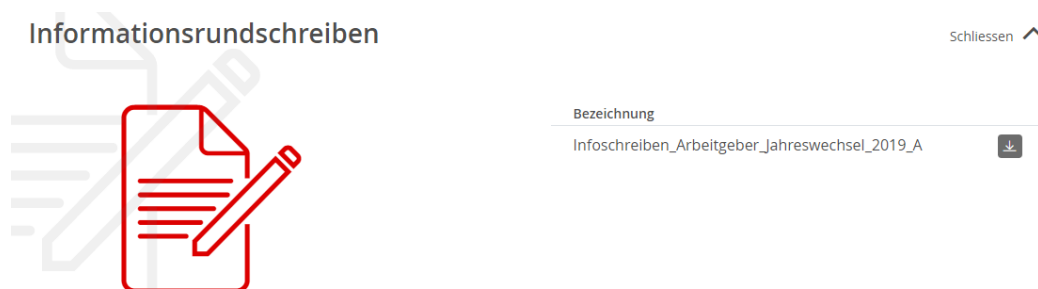 Informationsrundschreiben
Schliessen
Bezeichnung
Infoschreiben_Arbeitgeber_Jahreswechsel_2019_A